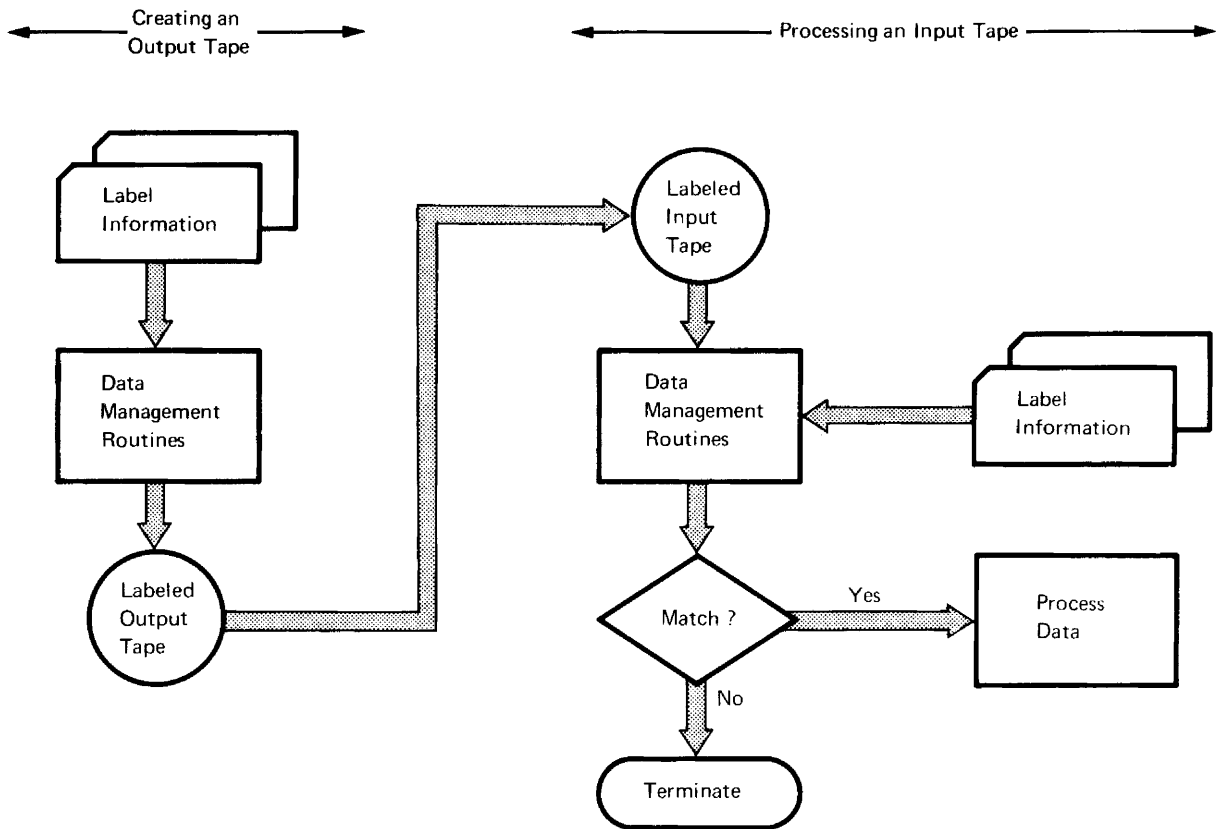 Creating an
Output Tape
Processing an Input Tape
Label
Information
Data
Management
Routines
Labeled
Output
Tape
Labeled
Input
Tape
Data
Management
Routines
Label
Information
Match ?
Yes
Process
Data
No
Terminate